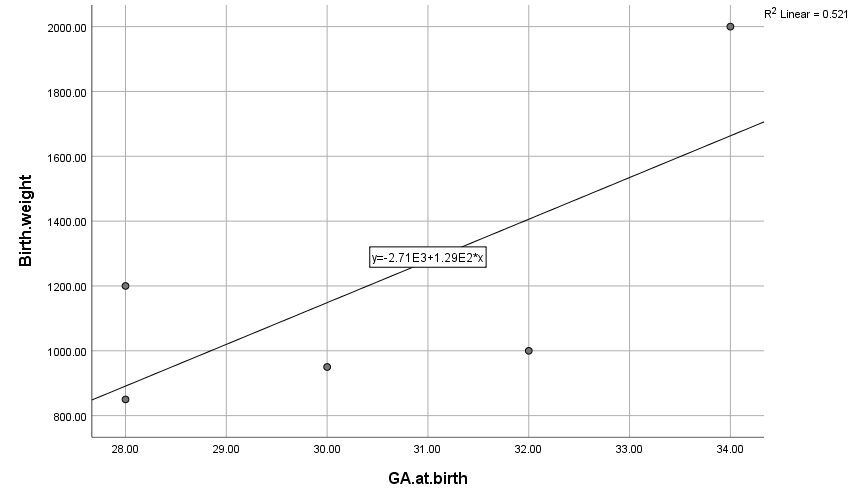 R2 Linear = 0.521
2000.00
1800.00
1600.00
1400.00
1200.00
1000.00
800.00
Birth.weight
y=-2.71E3+1.29E2*x
28.00 29.00 30.00 31.00 32.00 33.00 34.00
GA.at.birth